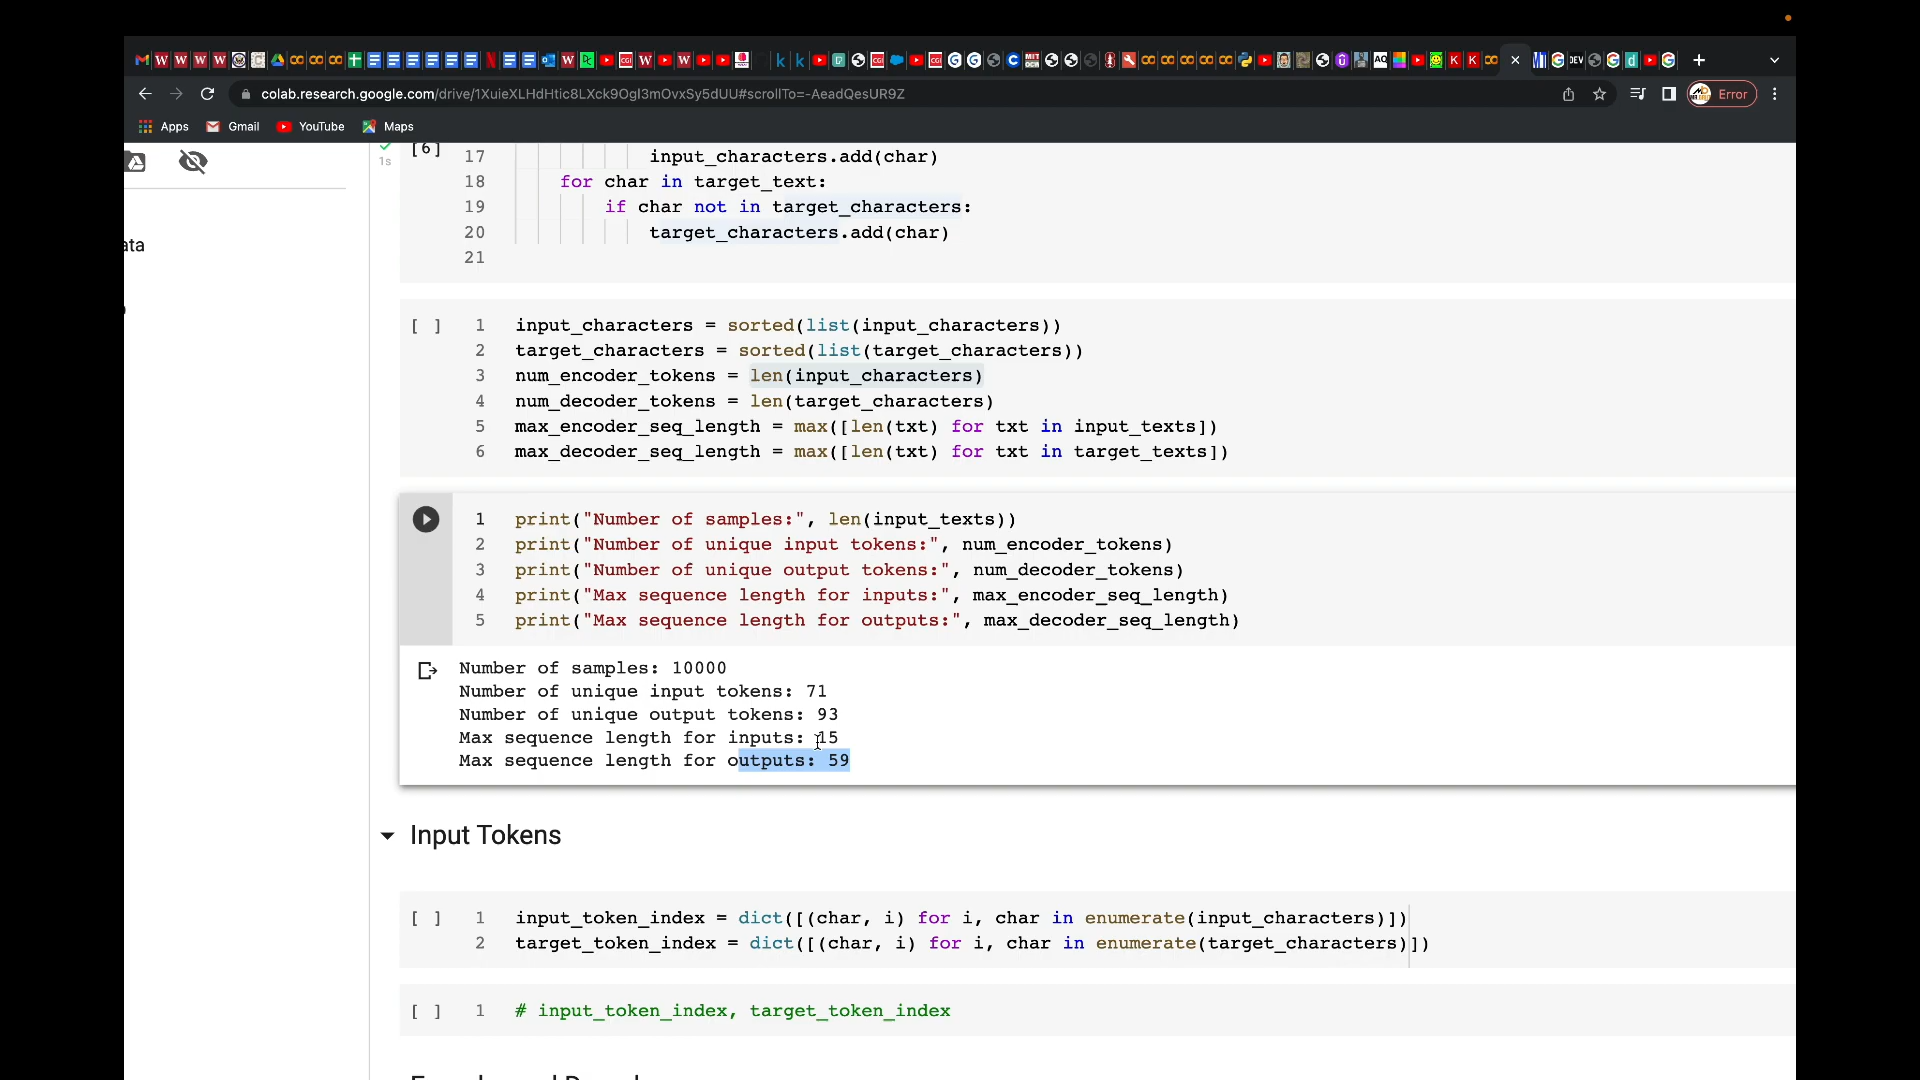 colab.research.google.com/drive/1XuieXLHdHtic8LXck9OgI3mOvxSy5dUU#scrollTo=-AeadQesUR9Z
Error
Apps Gmail YouTube Maps
ata
1s
[6]
17 input_characters.add(char)
18 for char in target_text:
19 if char not in target_characters:
20 target_characters.add(char)
21
[ ]
1 input_characters = sorted(list(input_characters))
2 target_characters = sorted(list(target_characters))
3 num_encoder_tokens = len(input_characters)
4 num_decoder_tokens = len(target_characters)
5 max_encoder_seq_length = max([len(txt) for txt in input_texts])
6 max_decoder_seq_length = max([len(txt) for txt in target_texts])
1 print("Number of samples:", len(input_texts))
2 print("Number of unique input tokens:", num_encoder_tokens)
3 print("Number of unique output tokens:", num_decoder_tokens)
4 print("Max sequence length for inputs:", max_encoder_seq_length)
5 print("Max sequence length for outputs:", max_decoder_seq_length)
Number of samples: 10000
Number of unique input tokens: 71
Number of unique output tokens: 93
Max sequence length for inputs: 15
Max sequence length for outputs: 59
Input Tokens
[ ]
1 input_token_index = dict([(char, i) for i, char in enumerate(input_characters)])
2 target_token_index = dict([(char, i) for i, char in enumerate(target_characters)])
[ ]
1 # input_token_index, target_token_index